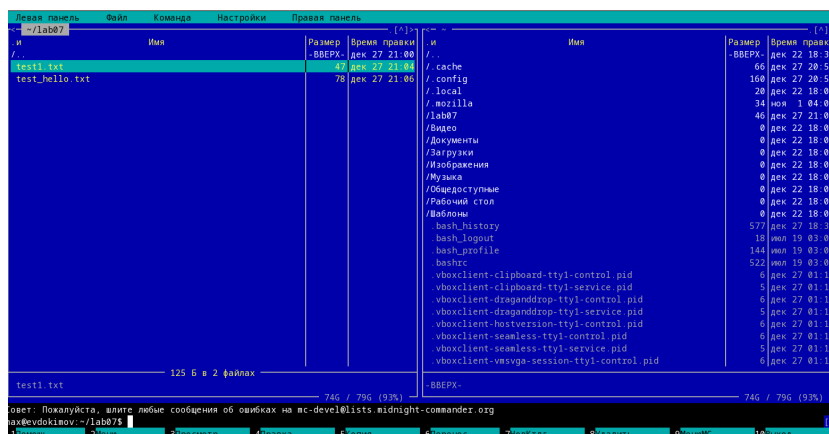 Левая панель Файл Команда Настройки Правая панель
<─ ~/lab07 ─.[^]>
.и Имя Размер Время правки
/.. -ВВЕРХ- дек 27 21:00
test1.txt 47 дек 27 21:04
test_hello.txt 78 дек 27 21:06
125 Б в 2 файлах
test1.txt
74G / 79G (93%)
<─ ~ ─.[^]
.и Имя Размер Время правк
/.. -ВВЕРХ- дек 22 18:3
/.cache 66 дек 27 20:5
/.config 160 дек 27 20:5
/.local 20 дек 22 18:0
/.mozilla 34 ноя 1 04:0
/lab07 46 дек 27 21:0
/Видео 0 дек 22 18:0
/Документы 0 дек 22 18:0
/Загрузки 0 дек 22 18:0
/Изображения 0 дек 22 18:0
/Музыка 0 дек 22 18:0
/Общедоступные 0 дек 22 18:0
/Рабочий стол 0 дек 22 18:0
/Шаблоны 0 дек 22 18:0
.bash_history 577 дек 27 18:3
.bash_logout 18 июл 19 03:0
.bash_profile 144 июл 19 03:0
.bashrc 522 июл 19 03:0
.vboxclient-clipboard-tty1-control.pid 6 дек 27 01:1
.vboxclient-clipboard-tty1-service.pid 5 дек 27 01:1
.vboxclient-draganddrop-tty1-control.pid 6 дек 27 01:1
.vboxclient-draganddrop-tty1-service.pid 5 дек 27 01:1
.vboxclient-hostversion-tty1-control.pid 6 дек 27 01:1
.vboxclient-seamless-tty1-control.pid 6 дек 27 01:1
.vboxclient-seamless-tty1-service.pid 5 дек 27 01:1
.vboxclient-vmsvga-session-tty1-control.pid 6 дек 27 01:1
-ВВЕРХ-
74G / 79G (93%)
Совет: Пожалуйста, шлите любые сообщения об ошибках на mc-devel@lists.midnight-commander.org
max@evdokimov:~/lab07$